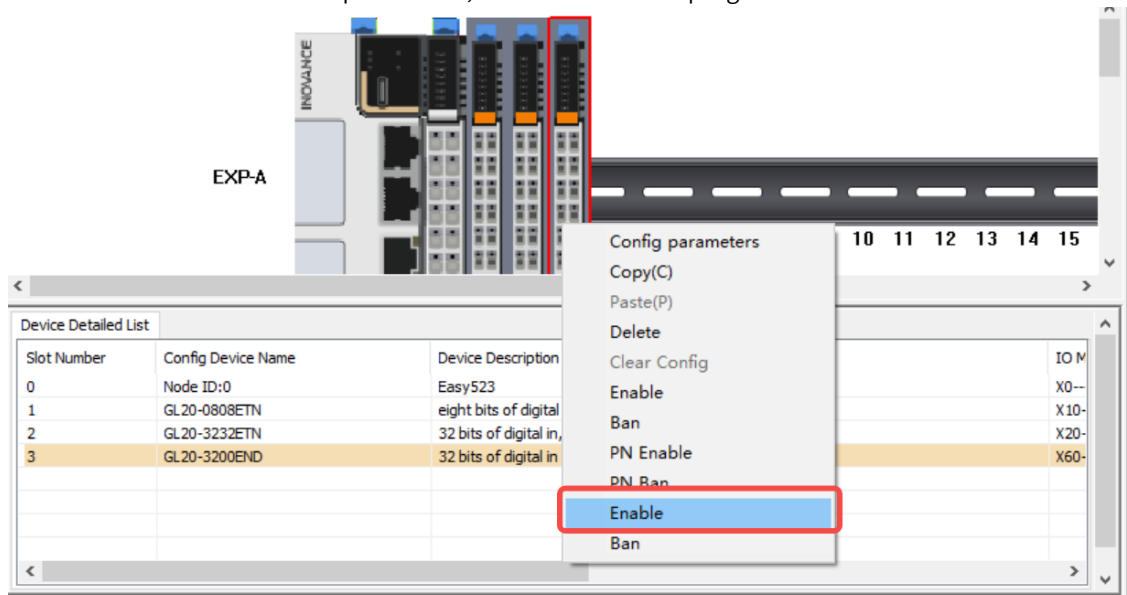 INOVANCE
EXP-A
10 11 12 13 14 15
Config parameters
Copy(C)
Paste(P)
Delete
Clear Config
Enable
Ban
PN Enable
PN Ban
Enable
Ban
Device Detailed List
Slot Number Config Device Name Device Description IO M
0 Node ID:0 Easy523 X0--
1 GL20-0808ETN eight bits of digital X10-
2 GL20-3232ETN 32 bits of digital in, X20-
3 GL20-3200END 32 bits of digital in X60-